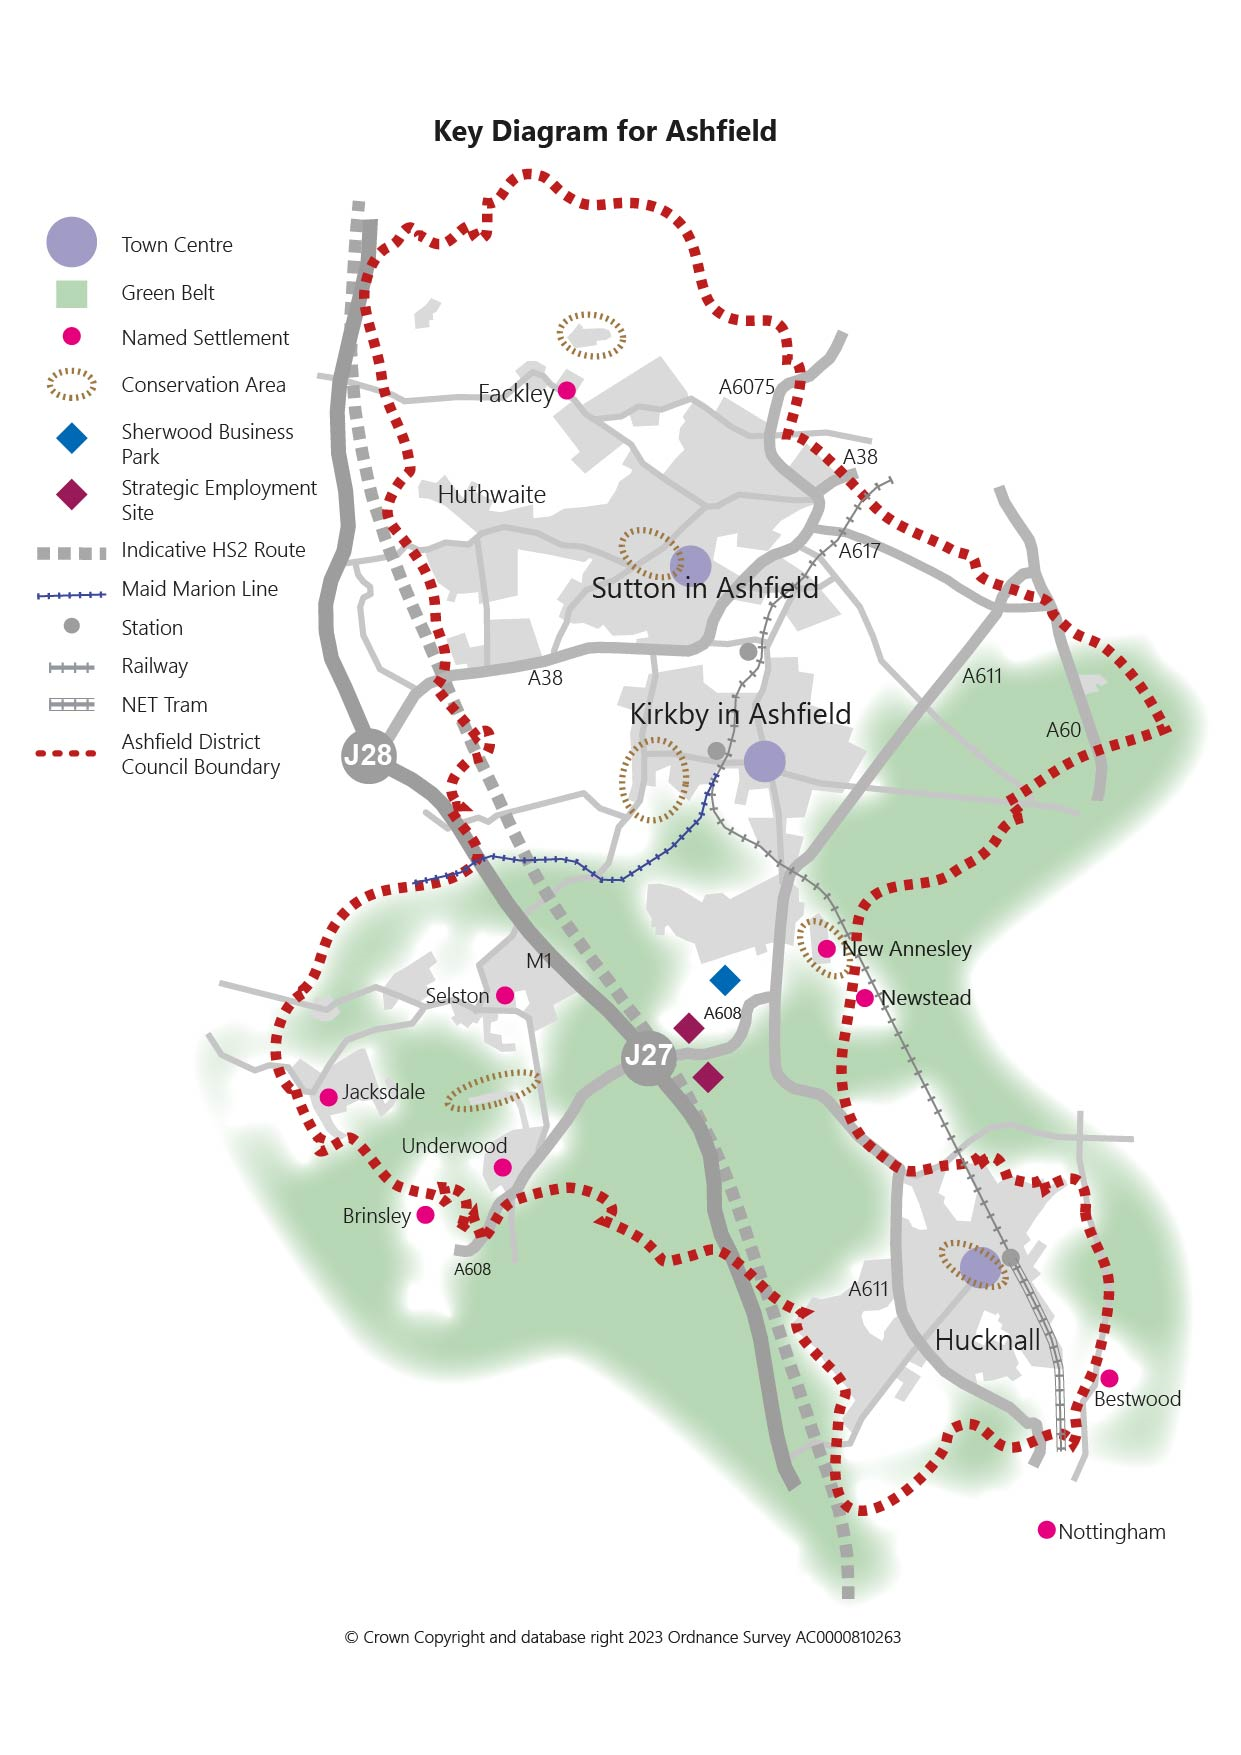 Key Diagram for Ashfield
Town Centre
Green Belt
Named Settlement
Conservation Area
Sherwood Business
Park
Strategic Employment
Site
Indicative HS2 Route
Maid Marion Line
Station
Railway
NET Tram
Ashfield District
Council Boundary
Fackley
A6075
A38
Huthwaite
A617
Sutton in Ashfield
A38
A611
Kirkby in Ashfield
A60
J28
New Annesley
M1
Selston
Newstead
A608
J27
Jacksdale
Underwood
Brinsley
A608
A611
Hucknall
Bestwood
Nottingham
© Crown Copyright and database right 2023 Ordnance Survey AC0000810263